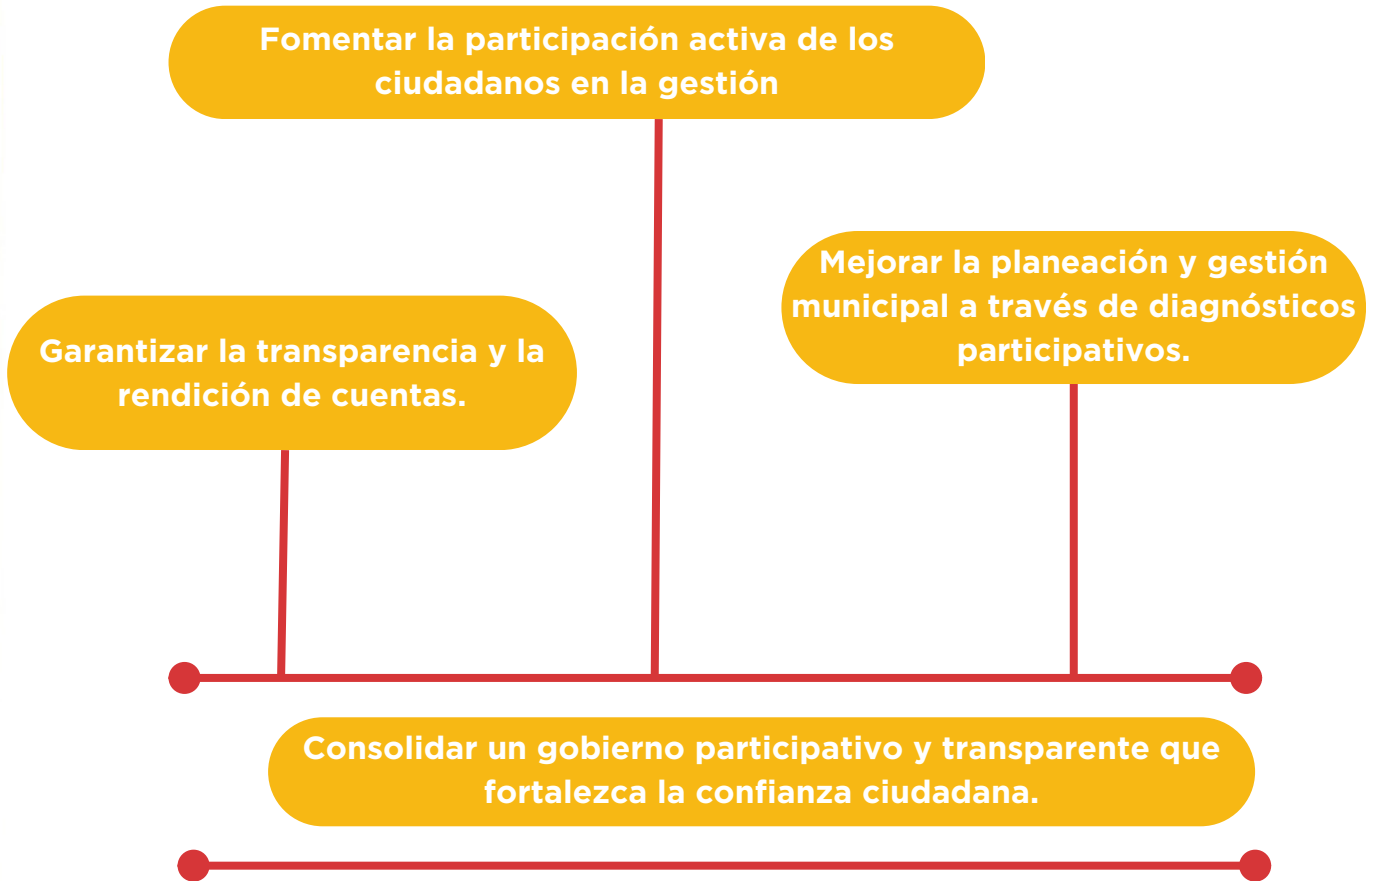 Fomentar la participación activa de los
ciudadanos en la gestión
Mejorar la planeación y gestión
municipal a través de diagnósticos
participativos.
Garantizar la transparencia y la
rendición de cuentas.
Consolidar un gobierno participativo y transparente que
fortalezca la confianza ciudadana.